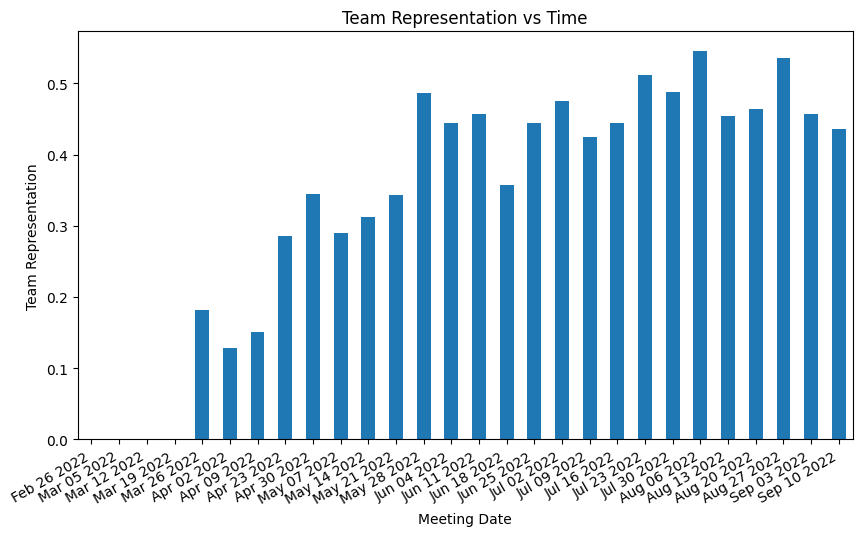 Team Representation vs Time
Team Representation
0.5
0.4
0.3
0.2
0.1
0.0
Feb 26 2022
Mar 05 2022
Mar 12 2022
Mar 19 2022
Mar 26 2022
Apr 02 2022
Apr 09 2022
Apr 23 2022
Apr 30 2022
May 07 2022
May 14 2022
May 21 2022
May 28 2022
Jun 04 2022
Jun 11 2022
Jun 18 2022
Jun 25 2022
Jul 02 2022
Jul 09 2022
Jul 16 2022
Jul 23 2022
Jul 30 2022
Aug 06 2022
Aug 13 2022
Aug 20 2022
Aug 27 2022
Sep 03 2022
Sep 10 2022
Meeting Date